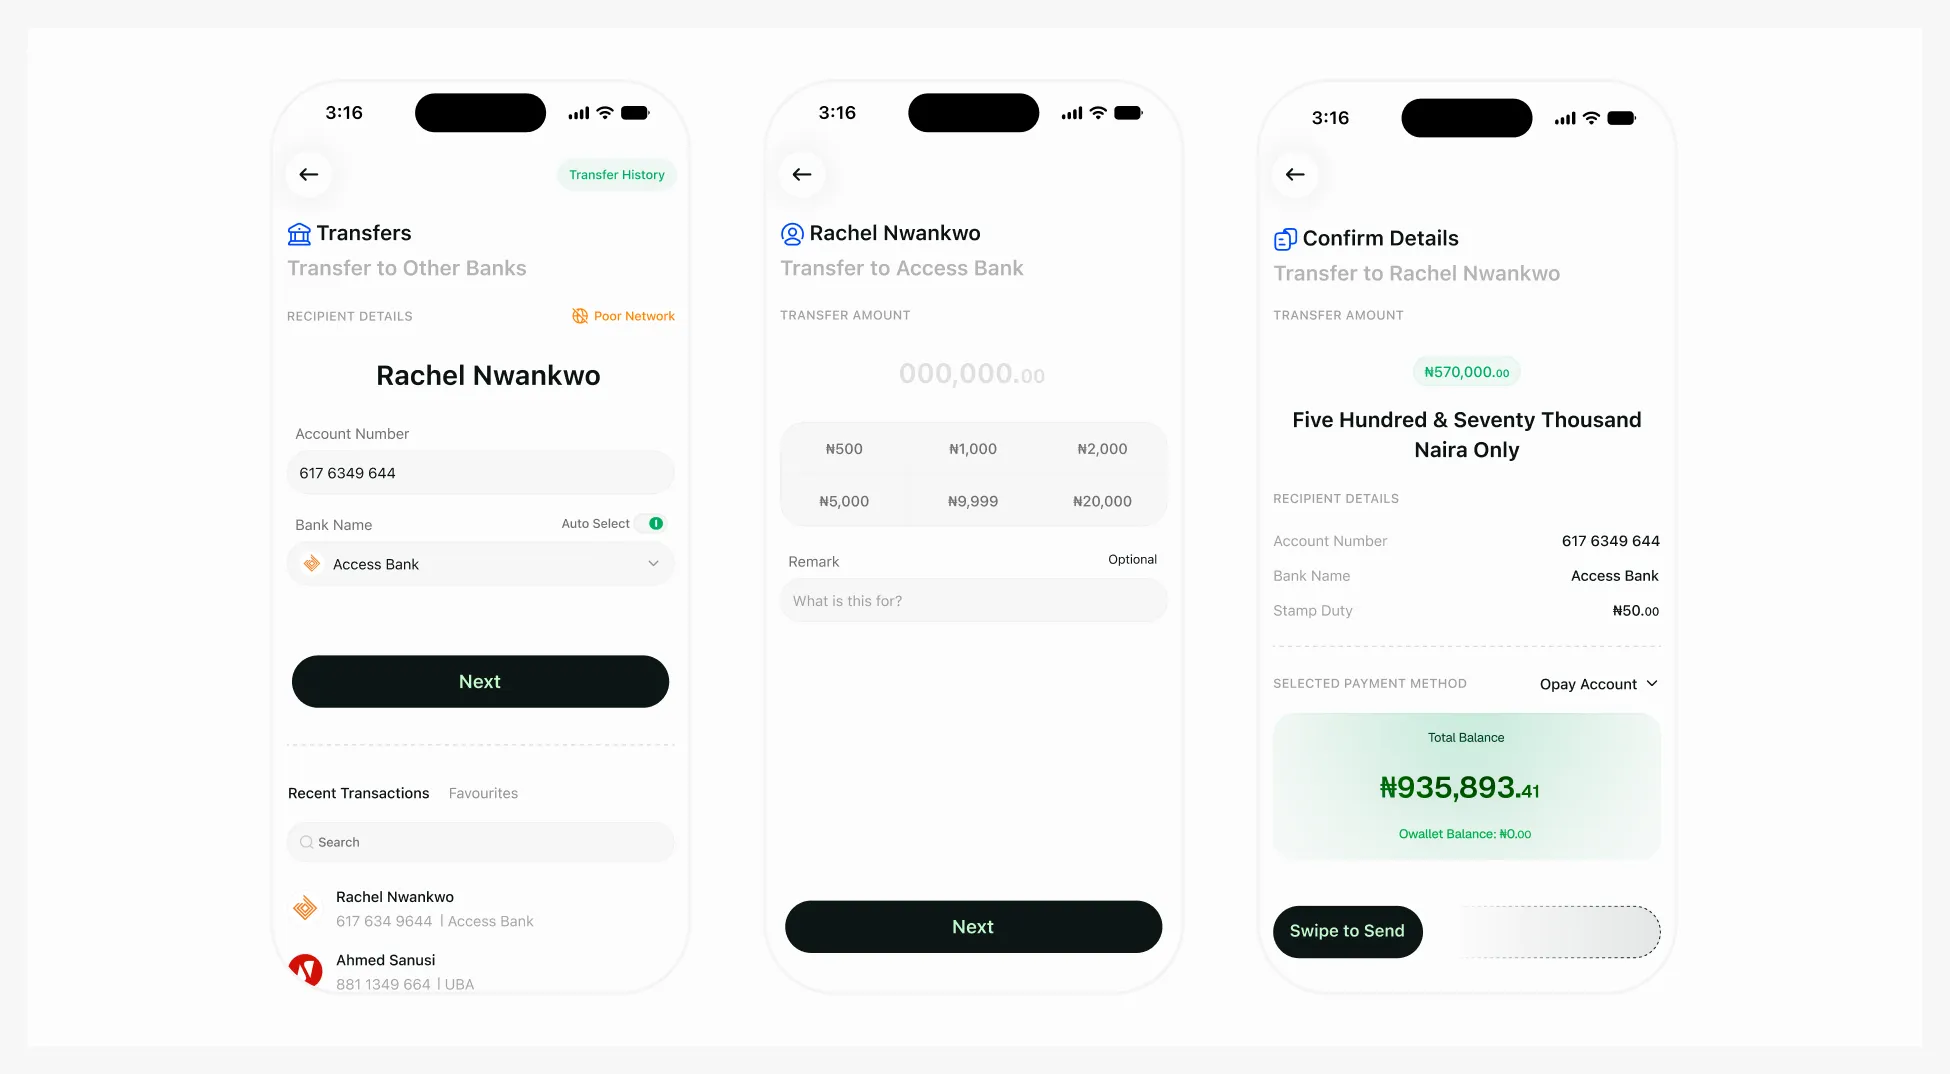 3:16
Transfer History
Transfers
Transfer to Other Banks
RECIPIENT DETAILS
Poor Network
Rachel Nwankwo
Account Number
617 6349 644
Bank Name
Auto Select
Access Bank
Next
Recent Transactions
Favourites
Search
Rachel Nwankwo
617 634 9644 | Access Bank
Ahmed Sanusi
881 1349 664 | UBA
3:16
Rachel Nwankwo
Transfer to Access Bank
TRANSFER AMOUNT
000,000.00
₦500
₦1,000
₦2,000
₦5,000
₦9,999
₦20,000
Remark
Optional
What is this for?
Next
3:16
Confirm Details
Transfer to Rachel Nwankwo
TRANSFER AMOUNT
₦570,000.00
Five Hundred & Seventy Thousand
Naira Only
RECIPIENT DETAILS
Account Number
617 6349 644
Bank Name
Access Bank
Stamp Duty
₦50.00
SELECTED PAYMENT METHOD
Opay Account
Total Balance
₦935,893.41
Owallet Balance: ₦0.00
Swipe to Send